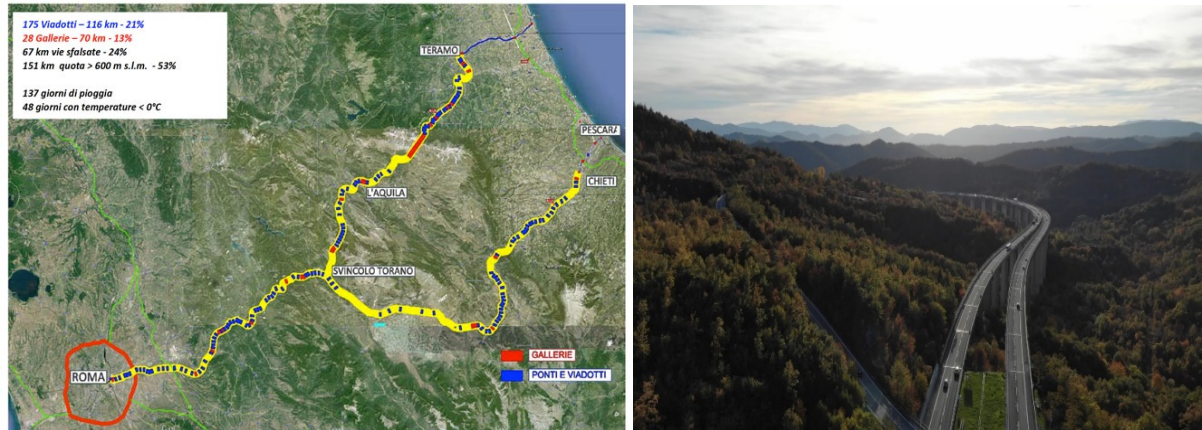 175 Viadotti – 116 km - 21%
28 Gallerie – 70 km - 13%
67 km vie sfalsate - 24%
151 km quota > 600 m s.l.m. - 53%
137 giorni di pioggia
48 giorni con temperature < 0°C
TERAMO
PESCARA
CHIETI
L'AQUILA
SVINCOLO TORANO
ROMA
GALLERIE
PONTI E VIADOTTI